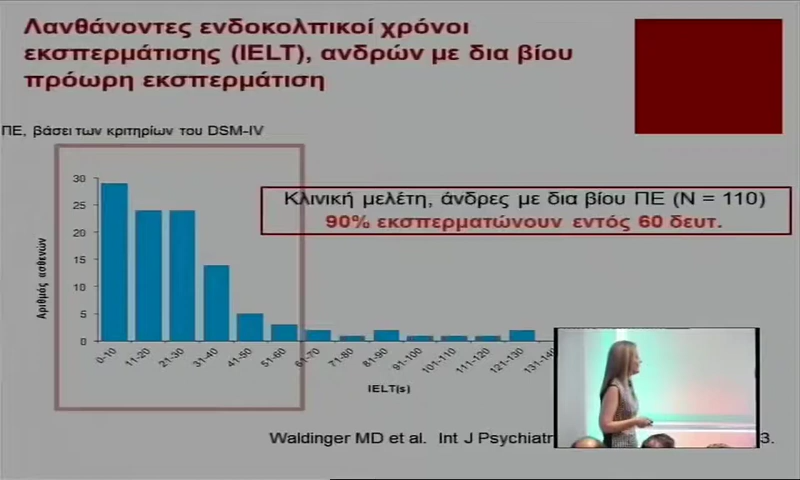 Λανθάνοντες ενδοκολπικοί χρόνοι
εκσπερμάτισης (IELT), ανδρών με δια βίου
πρόωρη εκσπερμάτιση
ΠΕ, βάσει των κριτηρίων του DSM-IV
Κλινική μελέτη, άνδρες με δια βίου ΠΕ (N = 110)
90% εκσπερματώνουν εντός 60 δευτ.
Αριθμός ασθενών
30
25
20
15
10
5
0
0-10 11-20 21-30 31-40 41-50 51-60 61-70 71-80 81-90 91-100 101-110 111-120 121-130 131-140
IELT(s)
Waldinger MD et al. Int J Psychiatr 3.